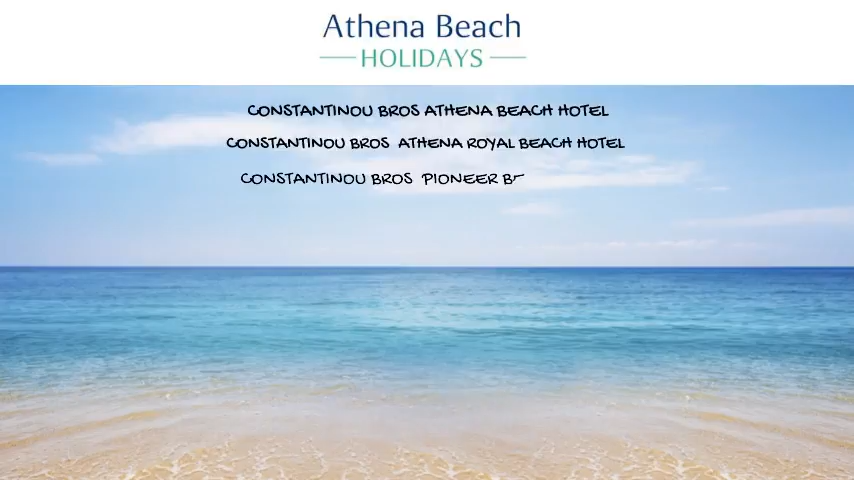 Athena Beach
HOLIDAYS
CONSTANTINOU BROS ATHENA BEACH HOTEL
CONSTANTINOU BROS ATHENA ROYAL BEACH HOTEL
CONSTANTINOU BROS PIONEER